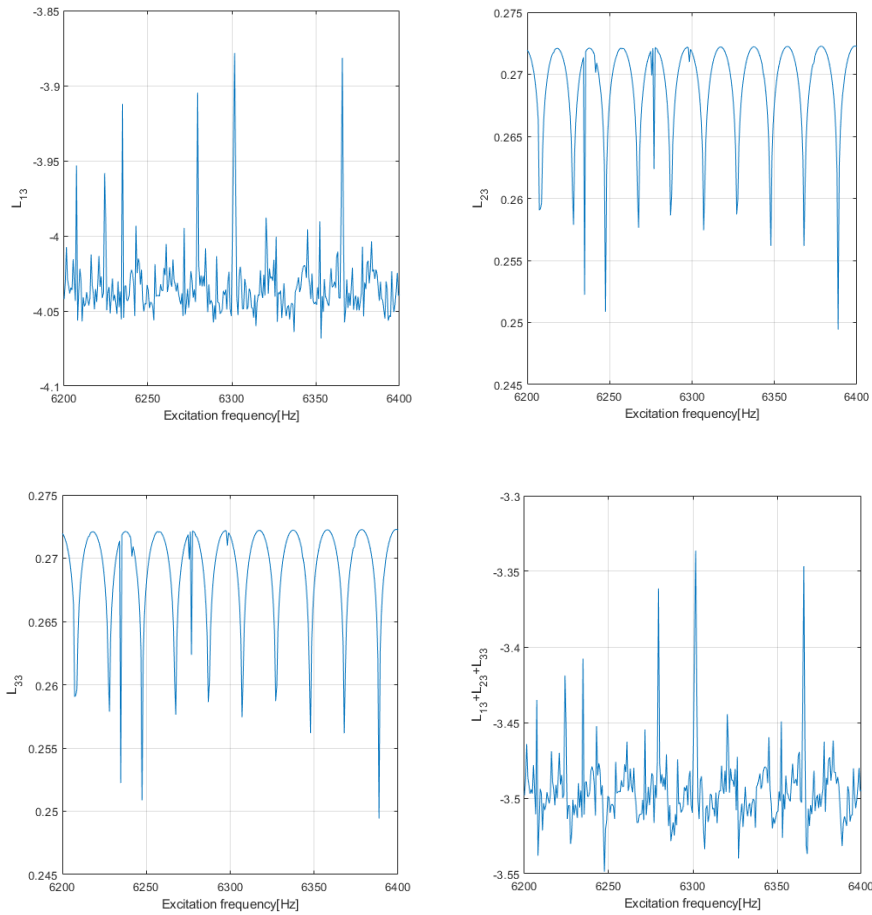 -3.85
-3.9
-3.95
-4
-4.05
-4.1
L13
6200 6250 6300 6350 6400
Excitation frequency[Hz]
0.275
0.27
0.265
0.26
0.255
0.25
0.245
L23
6200 6250 6300 6350 6400
Excitation frequency[Hz]
0.275
0.27
0.265
0.26
0.255
0.25
0.245
L33
6200 6250 6300 6350 6400
Excitation frequency[Hz]
-3.3
-3.35
-3.4
-3.45
-3.5
-3.55
L13+L23+L33
6200 6250 6300 6350 6400
Excitation frequency[Hz]